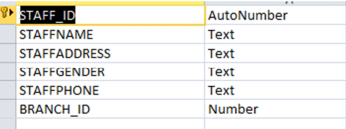 STAFF_ID AutoNumber
STAFFNAME Text
STAFFADDRESS Text
STAFFGENDER Text
STAFFPHONE Text
BRANCH_ID Number